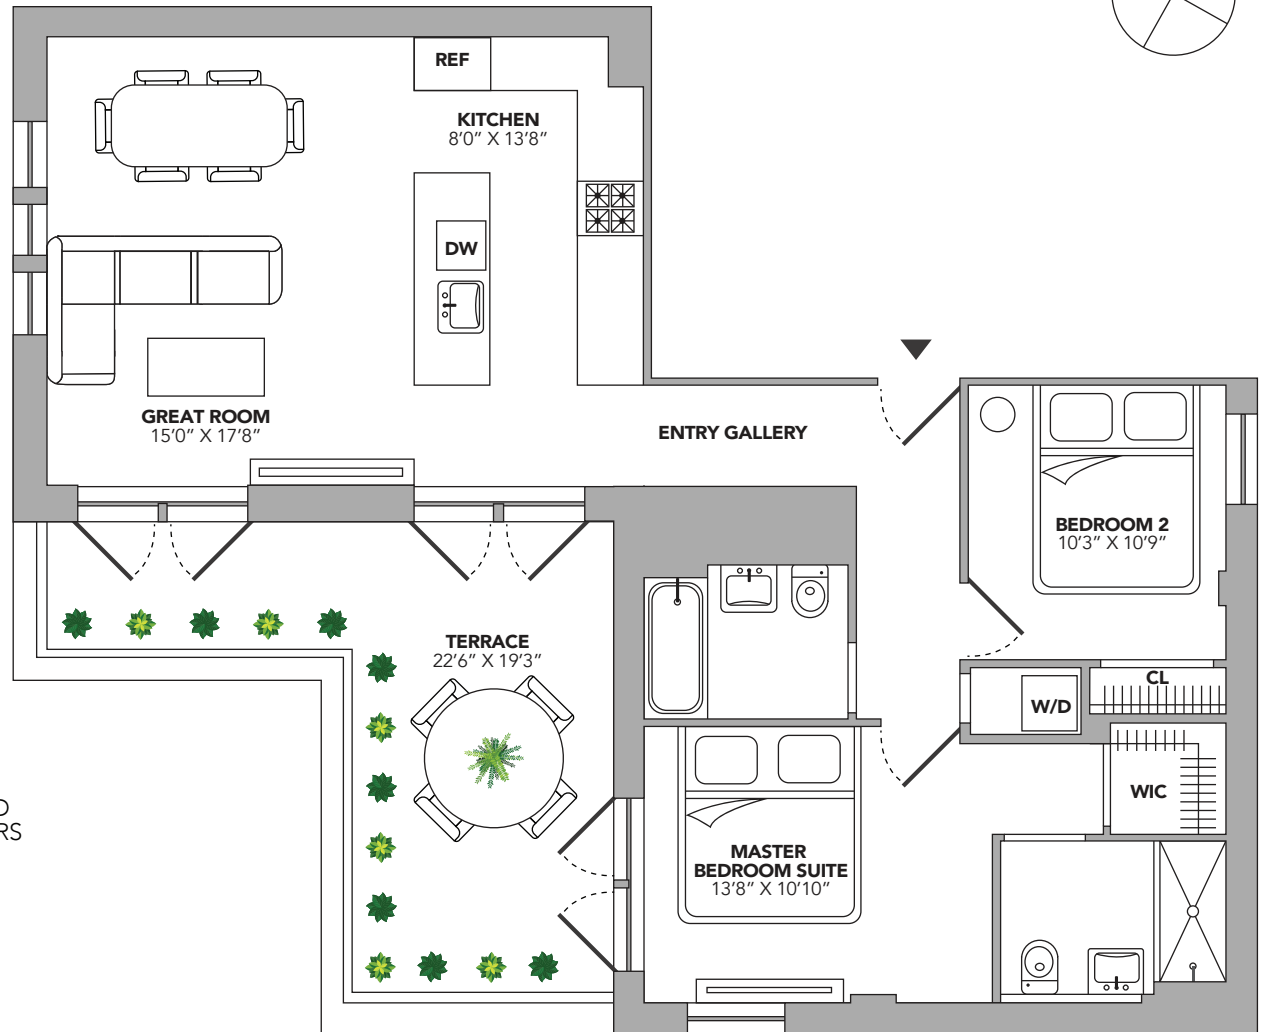 REF
KITCHEN
8'0" X 13'8"
DW
GREAT ROOM
15'0" X 17'8"
ENTRY GALLERY
BEDROOM 2
10'3" X 10'9"
TERRACE
22'6" X 19'3"
CL
W/D
WIC
MASTER
BEDROOM SUITE
13'8" X 10'10"